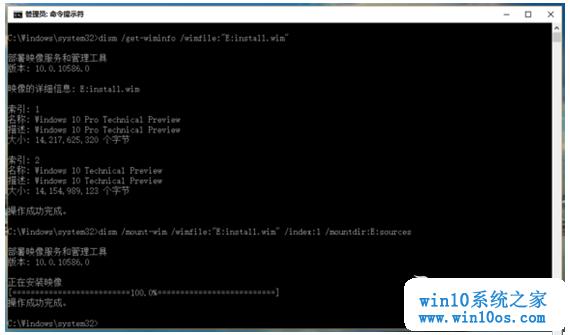 管理员: 命令提示符
C:\Windows\system32>dism /get-wiminfo /wimfile:"E:install.wim"
部署映像服务和管理工具
版本: 10.0.10586.0
映像的详细信息: E:install.wim
索引: 1
名称: Windows 10 Pro Technical Preview
描述: Windows 10 Pro Technical Preview
大小: 14,217,625,320 个字节
索引: 2
名称: Windows 10 Technical Preview
描述: Windows 10 Technical Preview
大小: 14,154,989,123 个字节
操作成功完成。
C:\Windows\system32>dism /mount-wim /wimfile:"E:install.wim" /index:1 /mountdir:E:sources
部署映像服务和管理工具
版本: 10.0.10586.0
正在安装映像
[==========================100.0%==========================]
操作成功完成。
C:\Windows\system32>
win10系统之家
www.win10os.com